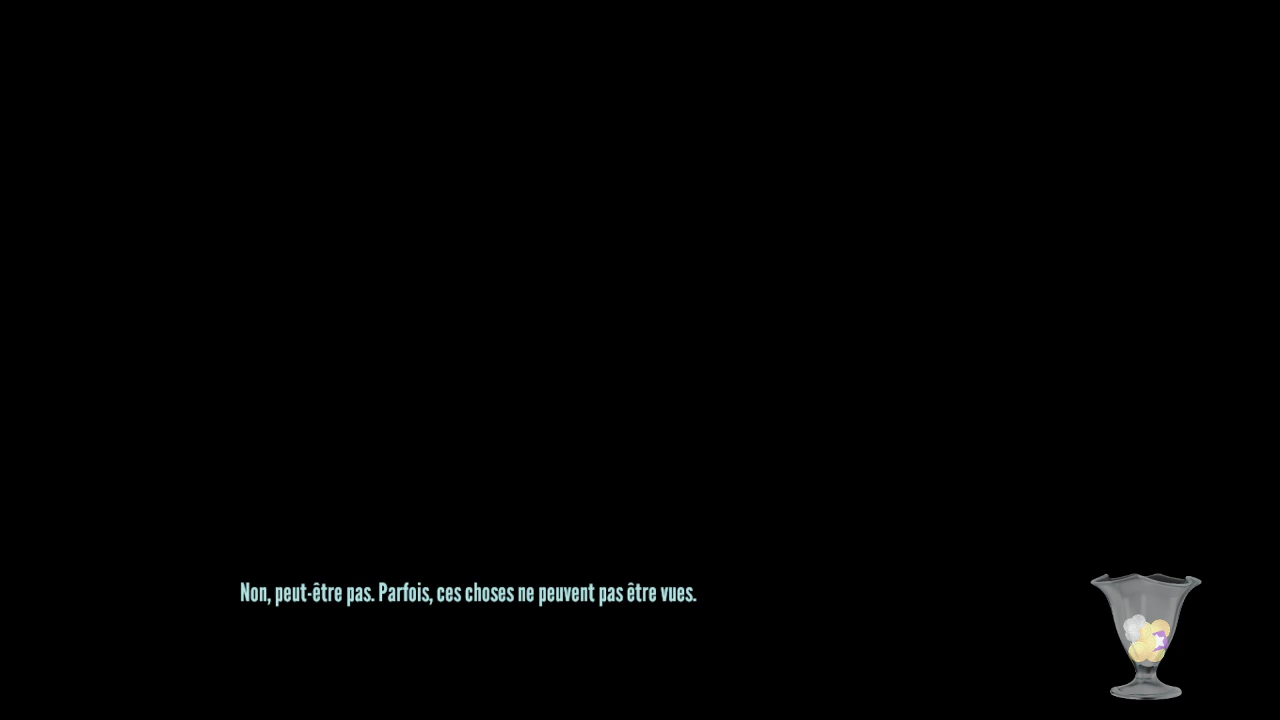 Non, peut-être pas. Parfois, ces choses ne peuvent pas être vues.